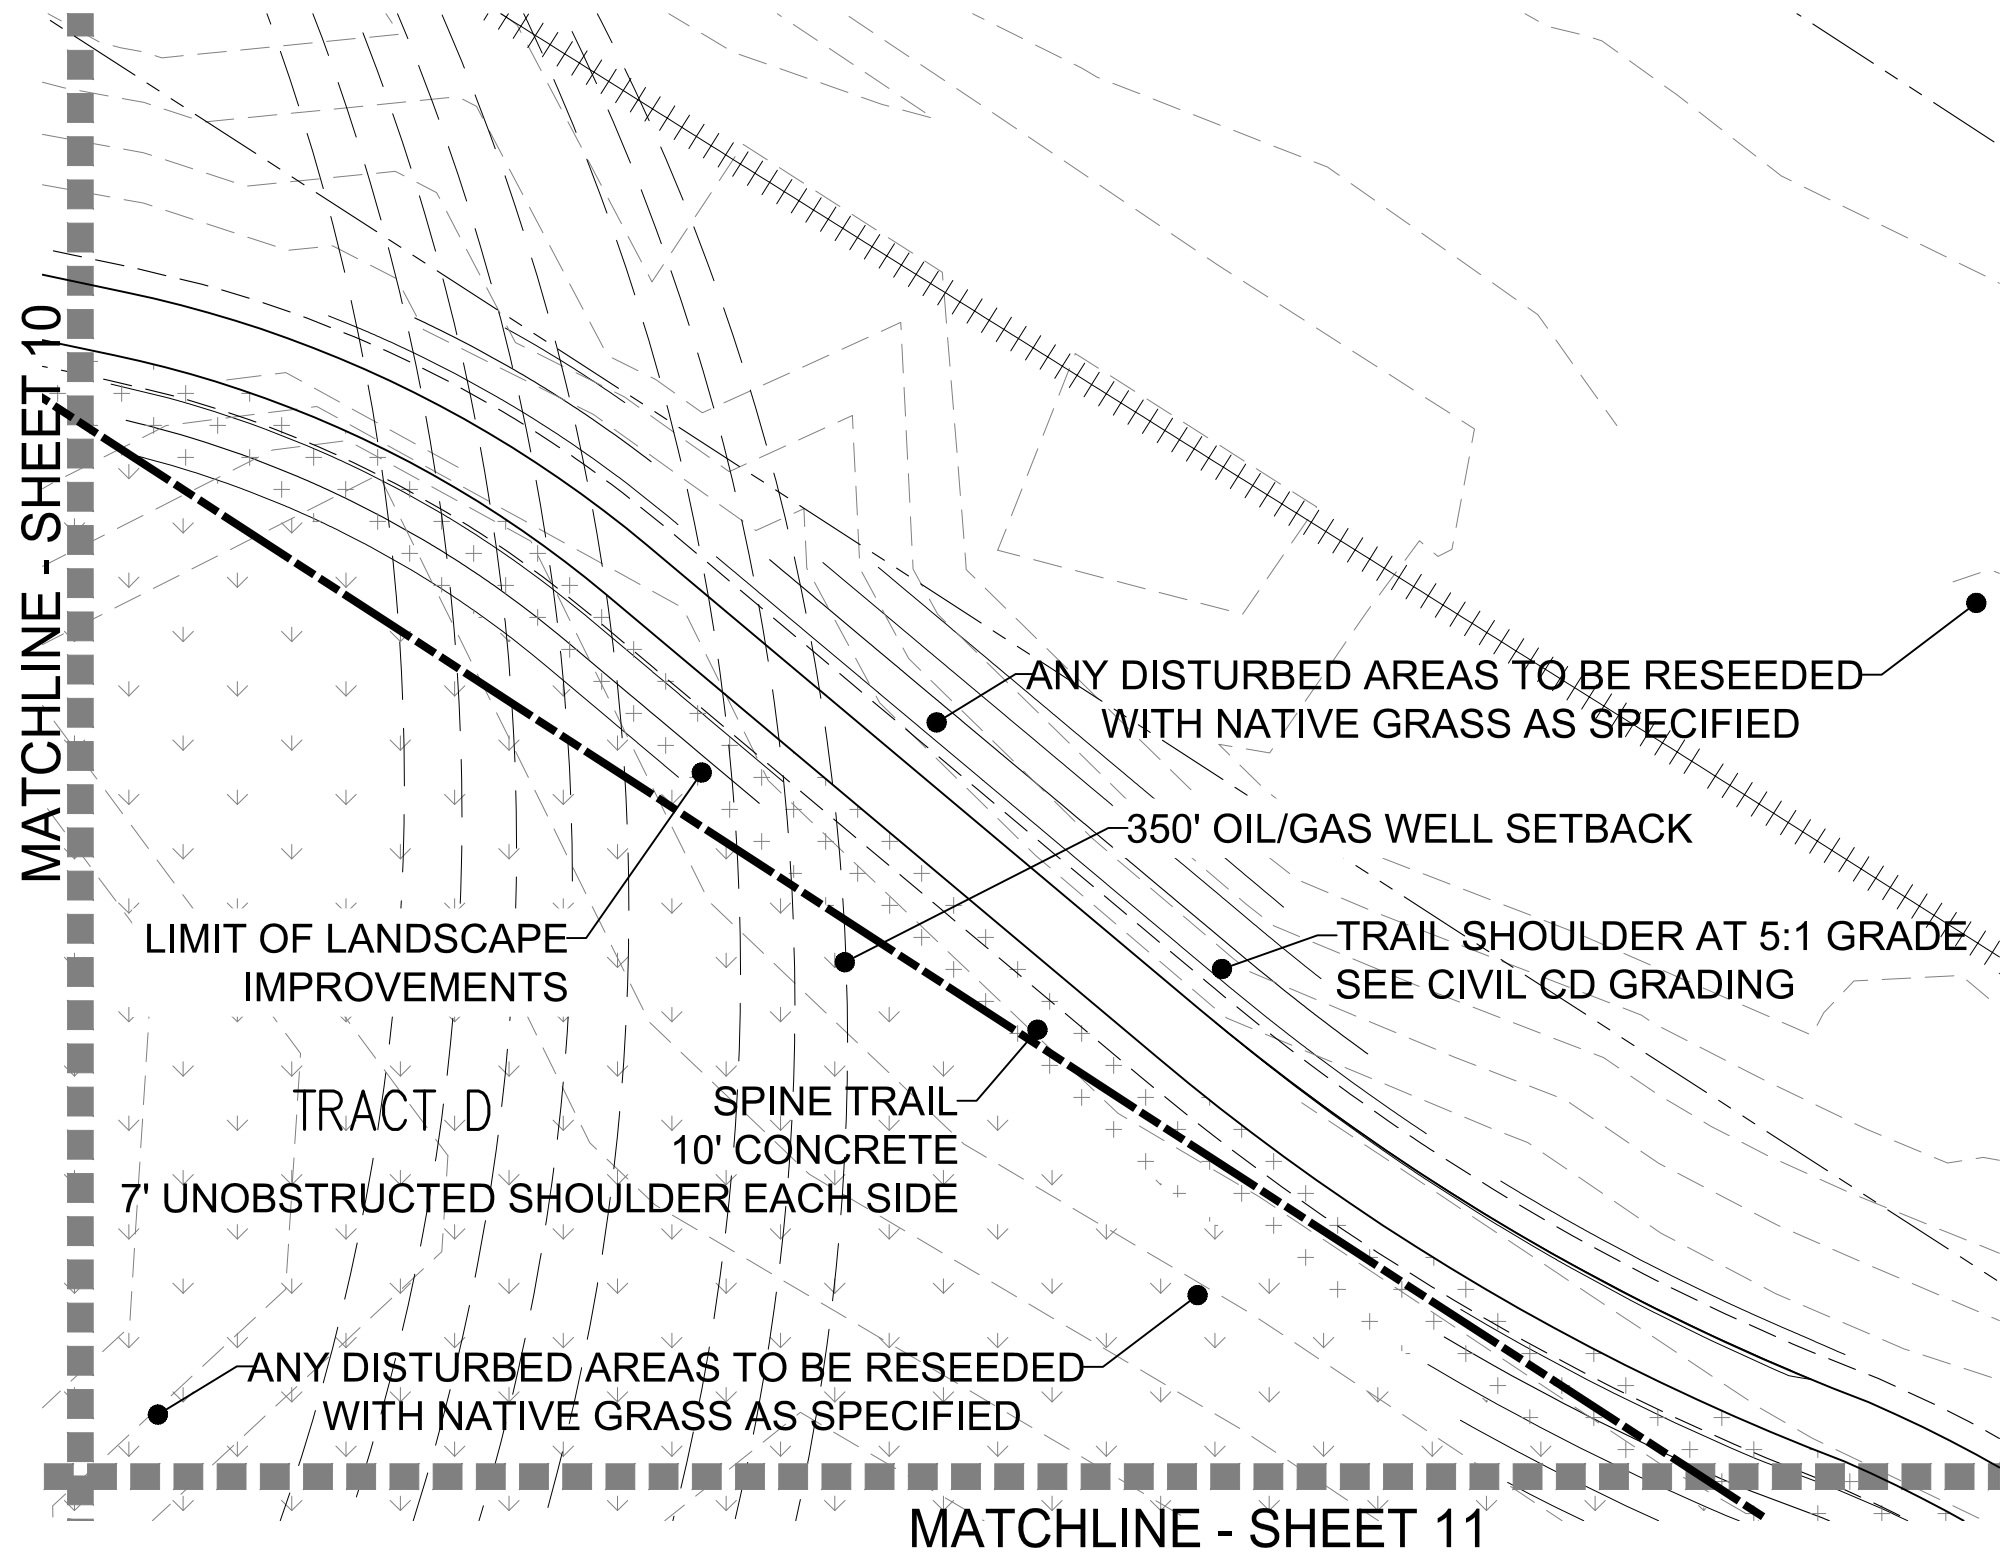 MATCHLINE - SHEET 10
ANY DISTURBED AREAS TO BE RESEEDED
WITH NATIVE GRASS AS SPECIFIED
350' OIL/GAS WELL SETBACK
LIMIT OF LANDSCAPE
IMPROVEMENTS
TRAIL SHOULDER AT 5:1 GRADE
SEE CIVIL CD GRADING
TRACT D
SPINE TRAIL
10' CONCRETE
7' UNOBSTRUCTED SHOULDER EACH SIDE
ANY DISTURBED AREAS TO BE RESEEDED
WITH NATIVE GRASS AS SPECIFIED
MATCHLINE - SHEET 11